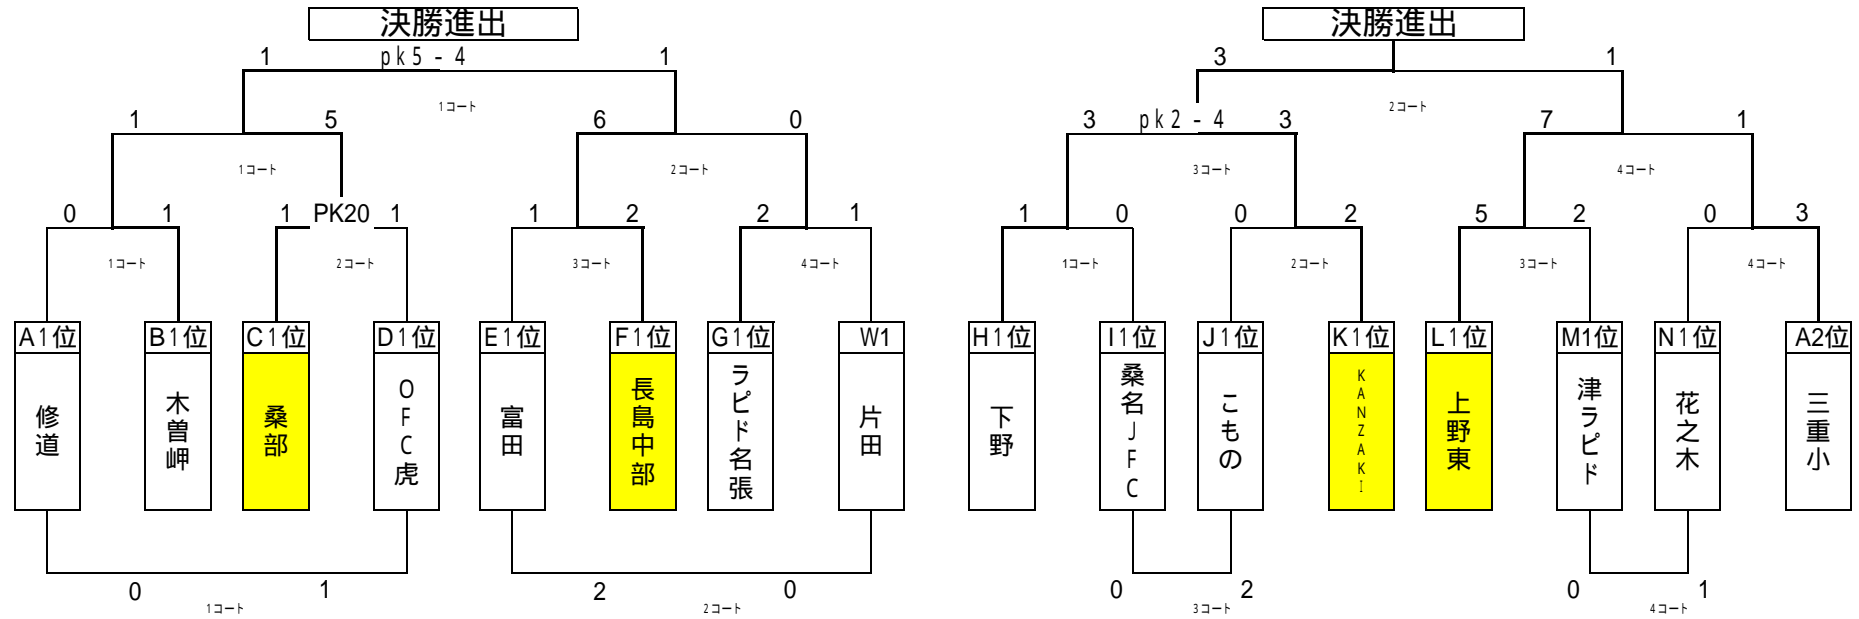 決勝進出 決勝進出
1 pk5-4 1 3 1
1コート 2コート
1 5 6 0 3 pk2-4 3 7 1
1コート 2コート 3コート 4コート
0 1 1 PK20 1 1 2 2 1 1 0 0 2 5 2 0 3
1コート 2コート 3コート 4コート 1コート 2コート 3コート 4コート
A1位 B1位 C1位 D1位 E1位 F1位 G1位 W1 H1位 I1位 J1位 K1位 L1位 M1位 N1位 A2位
修道
木曽岬
桑部
OFC虎
富田
長島中部
ラピド名張
片田
下野
桑名JFC
こもの
KANZAKI
上野東
津ラピド
花之木
三重小
0 1 2 0 0 2 0 1
1コート 2コート 3コート 4コート